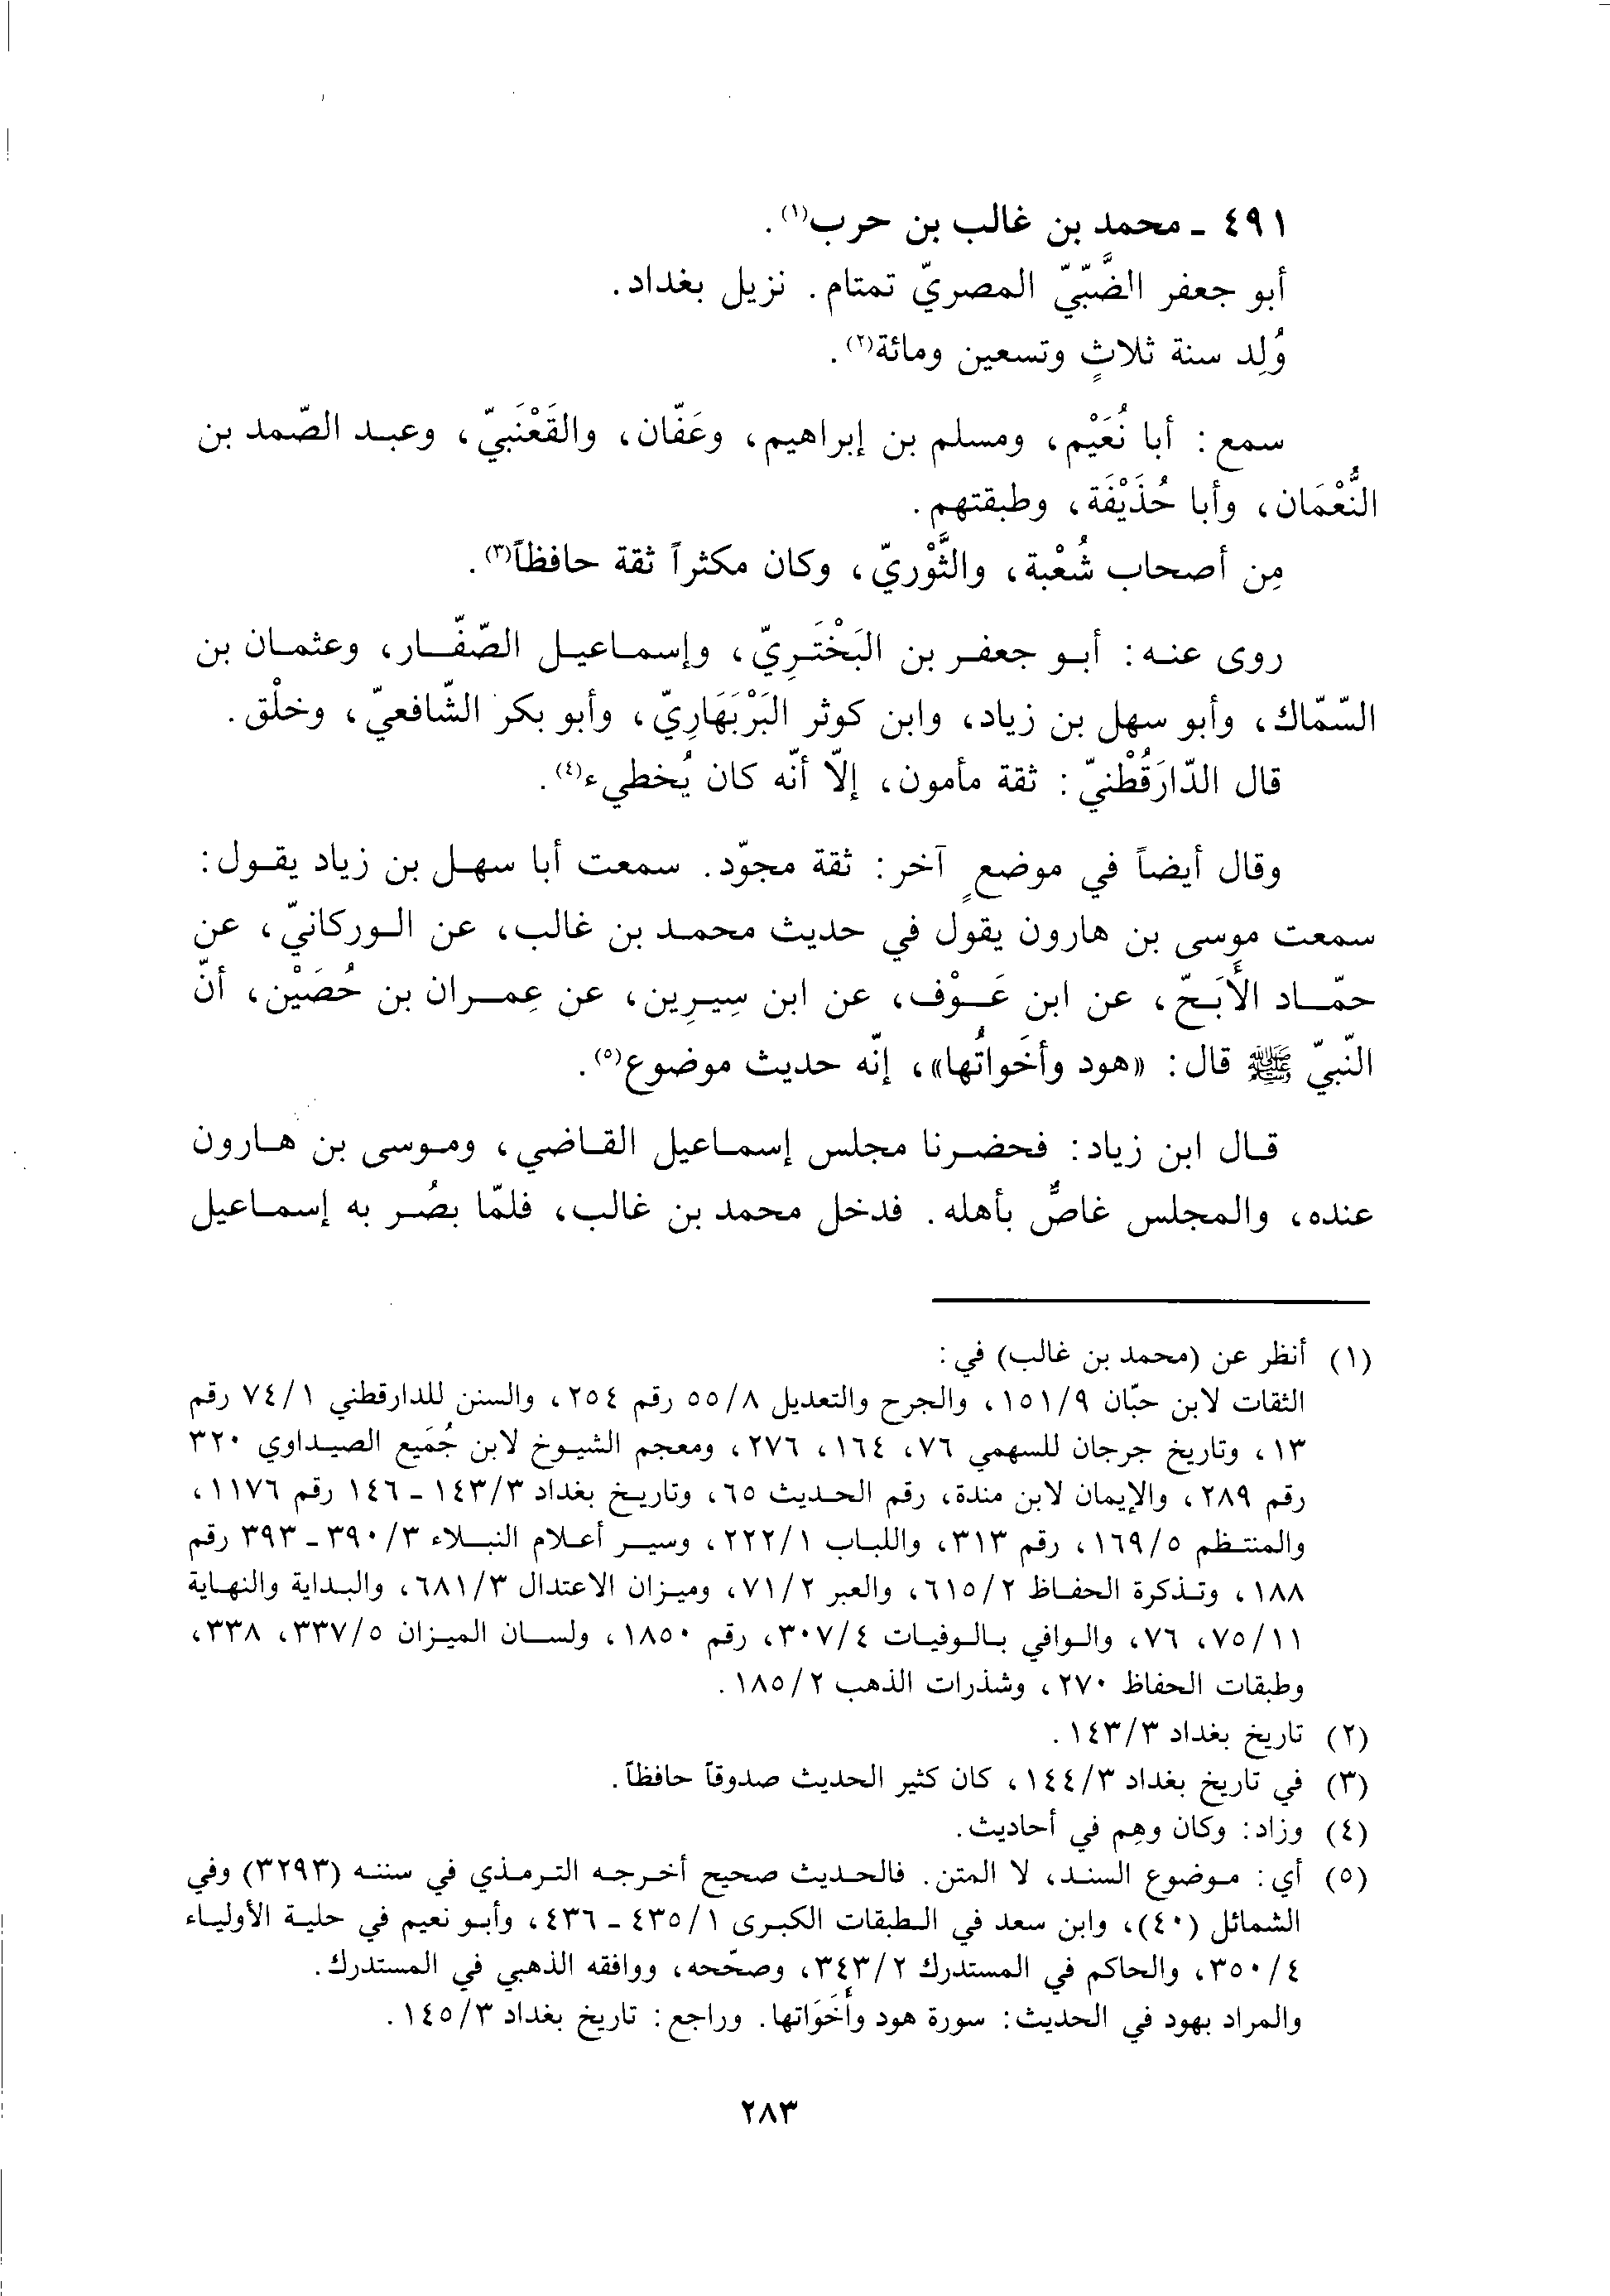 ٤٩١ ـ محمد بن غالب بن حرب(١).
أبو جعفر الضَّبّيّ المصريّ تمتام. نزيل بغداد.
وُلِد سنة ثلاثٍ وتسعين ومائة(٢).
سمع: أبا نُعَيْم، ومسلم بن إبراهيم، وعَفّان، والقَعْنَبيّ، وعبد الصّمد بن
النُّعْمَان، وأبا حُذَيْفَة، وطبقتهم.
مِن أصحاب شُعْبة، والثَّوْريّ، وكان مكثراً ثقة حافظاً(٣).
روى عنه: أبو جعفر بن البَخْتَرِيّ، وإسماعيل الصّفّار، وعثمان بن
السّمّاك، وأبو سهل بن زياد، وابن كوثر البَرْبَهَارِيّ، وأبو بكر الشّافعيّ، وخلْق.
قال الدّارَقُطْنيّ: ثقة مأمون، إلّا أنّه كان يُخطيء(٤).
وقال أيضاً في موضعٍ آخر: ثقة مجوّد. سمعت أبا سهل بن زياد يقول:
سمعت موسى بن هارون يقول في حديث محمد بن غالب، عن الوركانيّ، عن
حمّاد الأَبَحّ، عن ابن عَوْف، عن ابن سِيرِين، عن عِمران بن حُصَيْن، أنّ
النّبيّ ﷺ قال: «هود وأخَواتُها»، إنّه حديث موضوع(٥).
قال ابن زياد: فحضرنا مجلس إسماعيل القاضي، وموسى بن هارون
عنده، والمجلس غاصٌّ بأهله. فدخل محمد بن غالب، فلمّا بصُر به إسماعيل
(١) أنظر عن (محمد بن غالب) في:
الثقات لابن حبّان ١٥١/٩، والجرح والتعديل ٥٥/٨ رقم ٢٥٤، والسنن للدارقطني ٧٤/١ رقم
١٣، وتاريخ جرجان للسهمي ٧٦، ١٦٤، ٢٧٦، ومعجم الشيوخ لابن جُمَيع الصيداوي ٣٢٠
رقم ٢٨٩، والإيمان لابن مندة، رقم الحديث ٦٥، وتاريخ بغداد ١٤٣/٣ ـ ١٤٦ رقم ١١٧٦،
والمنتظم ١٦٩/٥، رقم ٣١٣، واللباب ٢٢٢/١، وسير أعلام النبلاء ٣٩٠/٣ ـ ٣٩٣ رقم
١٨٨، وتذكرة الحفاظ ٦١٥/٢، والعبر ٧١/٢، وميزان الاعتدال ٦٨١/٣، والبداية والنهاية
٧٥/١١، ٧٦، والوافي بالوفيات ٣٠٧/٤، رقم ١٨٥٠، ولسان الميزان ٣٣٧/٥، ٣٣٨،
وطبقات الحفاظ ٢٧٠، وشذرات الذهب ١٨٥/٢.
(٢) تاريخ بغداد ١٤٣/٣.
(٣) في تاريخ بغداد ١٤٤/٣، كان كثير الحديث صدوقاً حافظاً.
(٤) وزاد: وكان وهِم في أحاديث.
(٥) أي: موضوع السند، لا المتن. فالحديث صحيح أخرجه الترمذي في سننه (٣٢٩٣) وفي
الشمائل (٤٠)، وابن سعد في الطبقات الكبرى ٤٣٥/١ ـ ٤٣٦، وأبو نعيم في حلية الأولياء
٣٥٠/٤، والحاكم في المستدرك ٣٤٣/٢، وصحّحه، ووافقه الذهبي في المستدرك.
والمراد بهود في الحديث: سورة هود وأَخَوَاتها. وراجع: تاريخ بغداد ١٤٥/٣.
٢٨٣